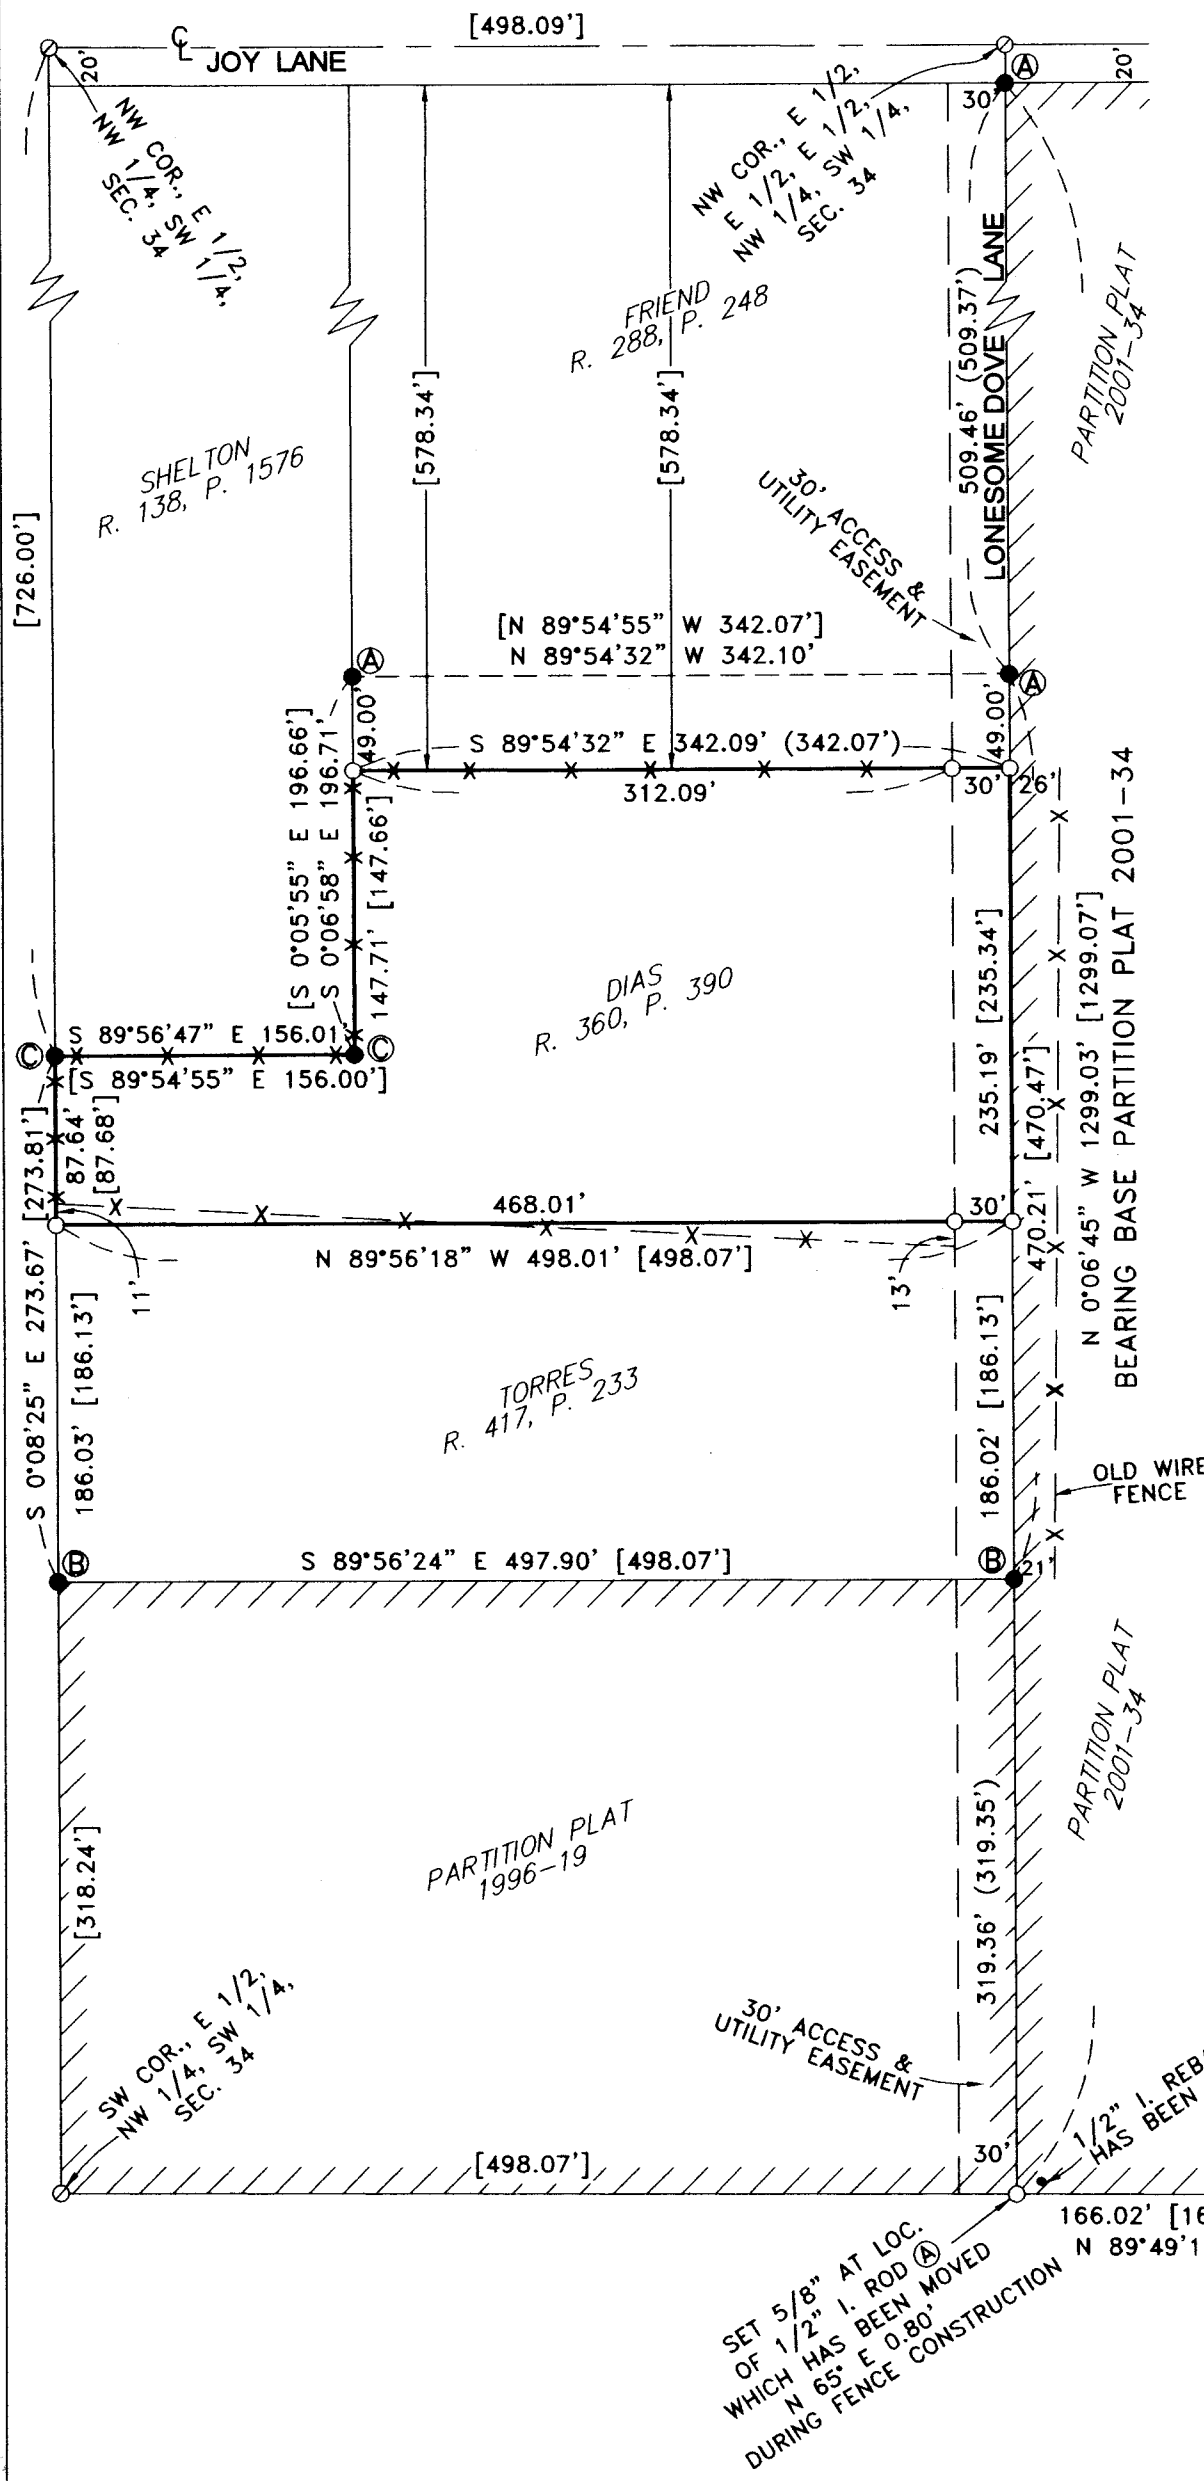 [498.09']
℄ JOY LANE
20'
20'
Ⓐ
30'
NW COR., E 1/2,
NW 1/4, SW 1/4,
SEC. 34
NW COR., E 1/2,
E 1/2, E 1/2,
NW 1/4, SW 1/4,
SEC. 34
FRIEND
R. 288, P. 248
SHELTON
R. 138, P. 1576
[578.34']
[578.34']
509.46' (509.37')
LONESOME DOVE LANE
PARTITION PLAT
2001-34
[726.00']
30' ACCESS &
UTILITY EASEMENT
[N 89°54'55" W 342.07']
N 89°54'32" W 342.10'
Ⓐ
Ⓐ
49.00'
49.00'
S 89°54'32" E 342.09' (342.07')
312.09'
30'
26'
[S 0°05'55" E 196.66']
S 0°06'58" E 196.71'
147.71' [147.66']
DIAS
R. 360, P. 390
235.19' [235.34']
470.21' [470.47']
N 0°06'45" W 1299.03' [1299.07']
BEARING BASE PARTITION PLAT 2001-34
S 89°56'47" E 156.01'
Ⓒ
Ⓒ
[S 89°54'55" E 156.00']
87.64'
[87.68']
S 0°08'25" E 273.67' [273.81']
468.01'
30'
N 89°56'18" W 498.01' [498.07']
11'
13'
186.03' [186.13']
186.02' [186.13']
TORRES
R. 417, P. 233
OLD WIRE
FENCE
Ⓑ
S 89°56'24" E 497.90' [498.07']
Ⓑ
21'
PARTITION PLAT
2001-34
PARTITION PLAT
1996-19
[318.24']
319.36' (319.35')
SW COR., E 1/2,
NW 1/4, SW 1/4,
SEC. 34
30' ACCESS &
UTILITY EASEMENT
[498.07']
30'
1/2" I. REB
HAS BEEN
166.02' [16
N 89°49'1
SET 5/8" AT LOC.
OF 1/2" I. ROD Ⓐ
WHICH HAS BEEN MOVED
N 65° E 0.80'
DURING FENCE CONSTRUCTION